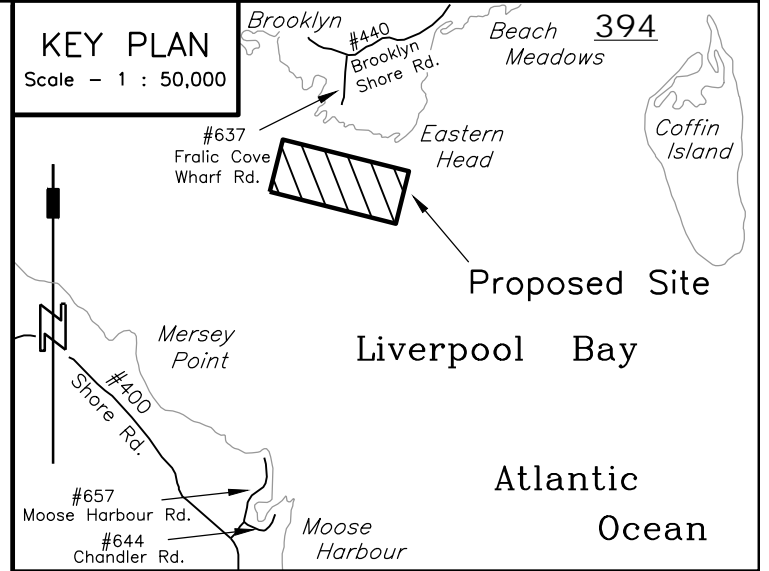 KEY PLAN
Scale - 1 : 50,000
Brooklyn
#440
Brooklyn
Shore Rd.
Beach
Meadows
394
#637
Fralic Cove
Wharf Rd.
Eastern
Head
Coffin
Island
Proposed Site
Mersey
Point
Liverpool Bay
#400
Shore Rd.
Atlantic
Ocean
#657
Moose Harbour Rd.
#644
Chandler Rd.
Moose
Harbour